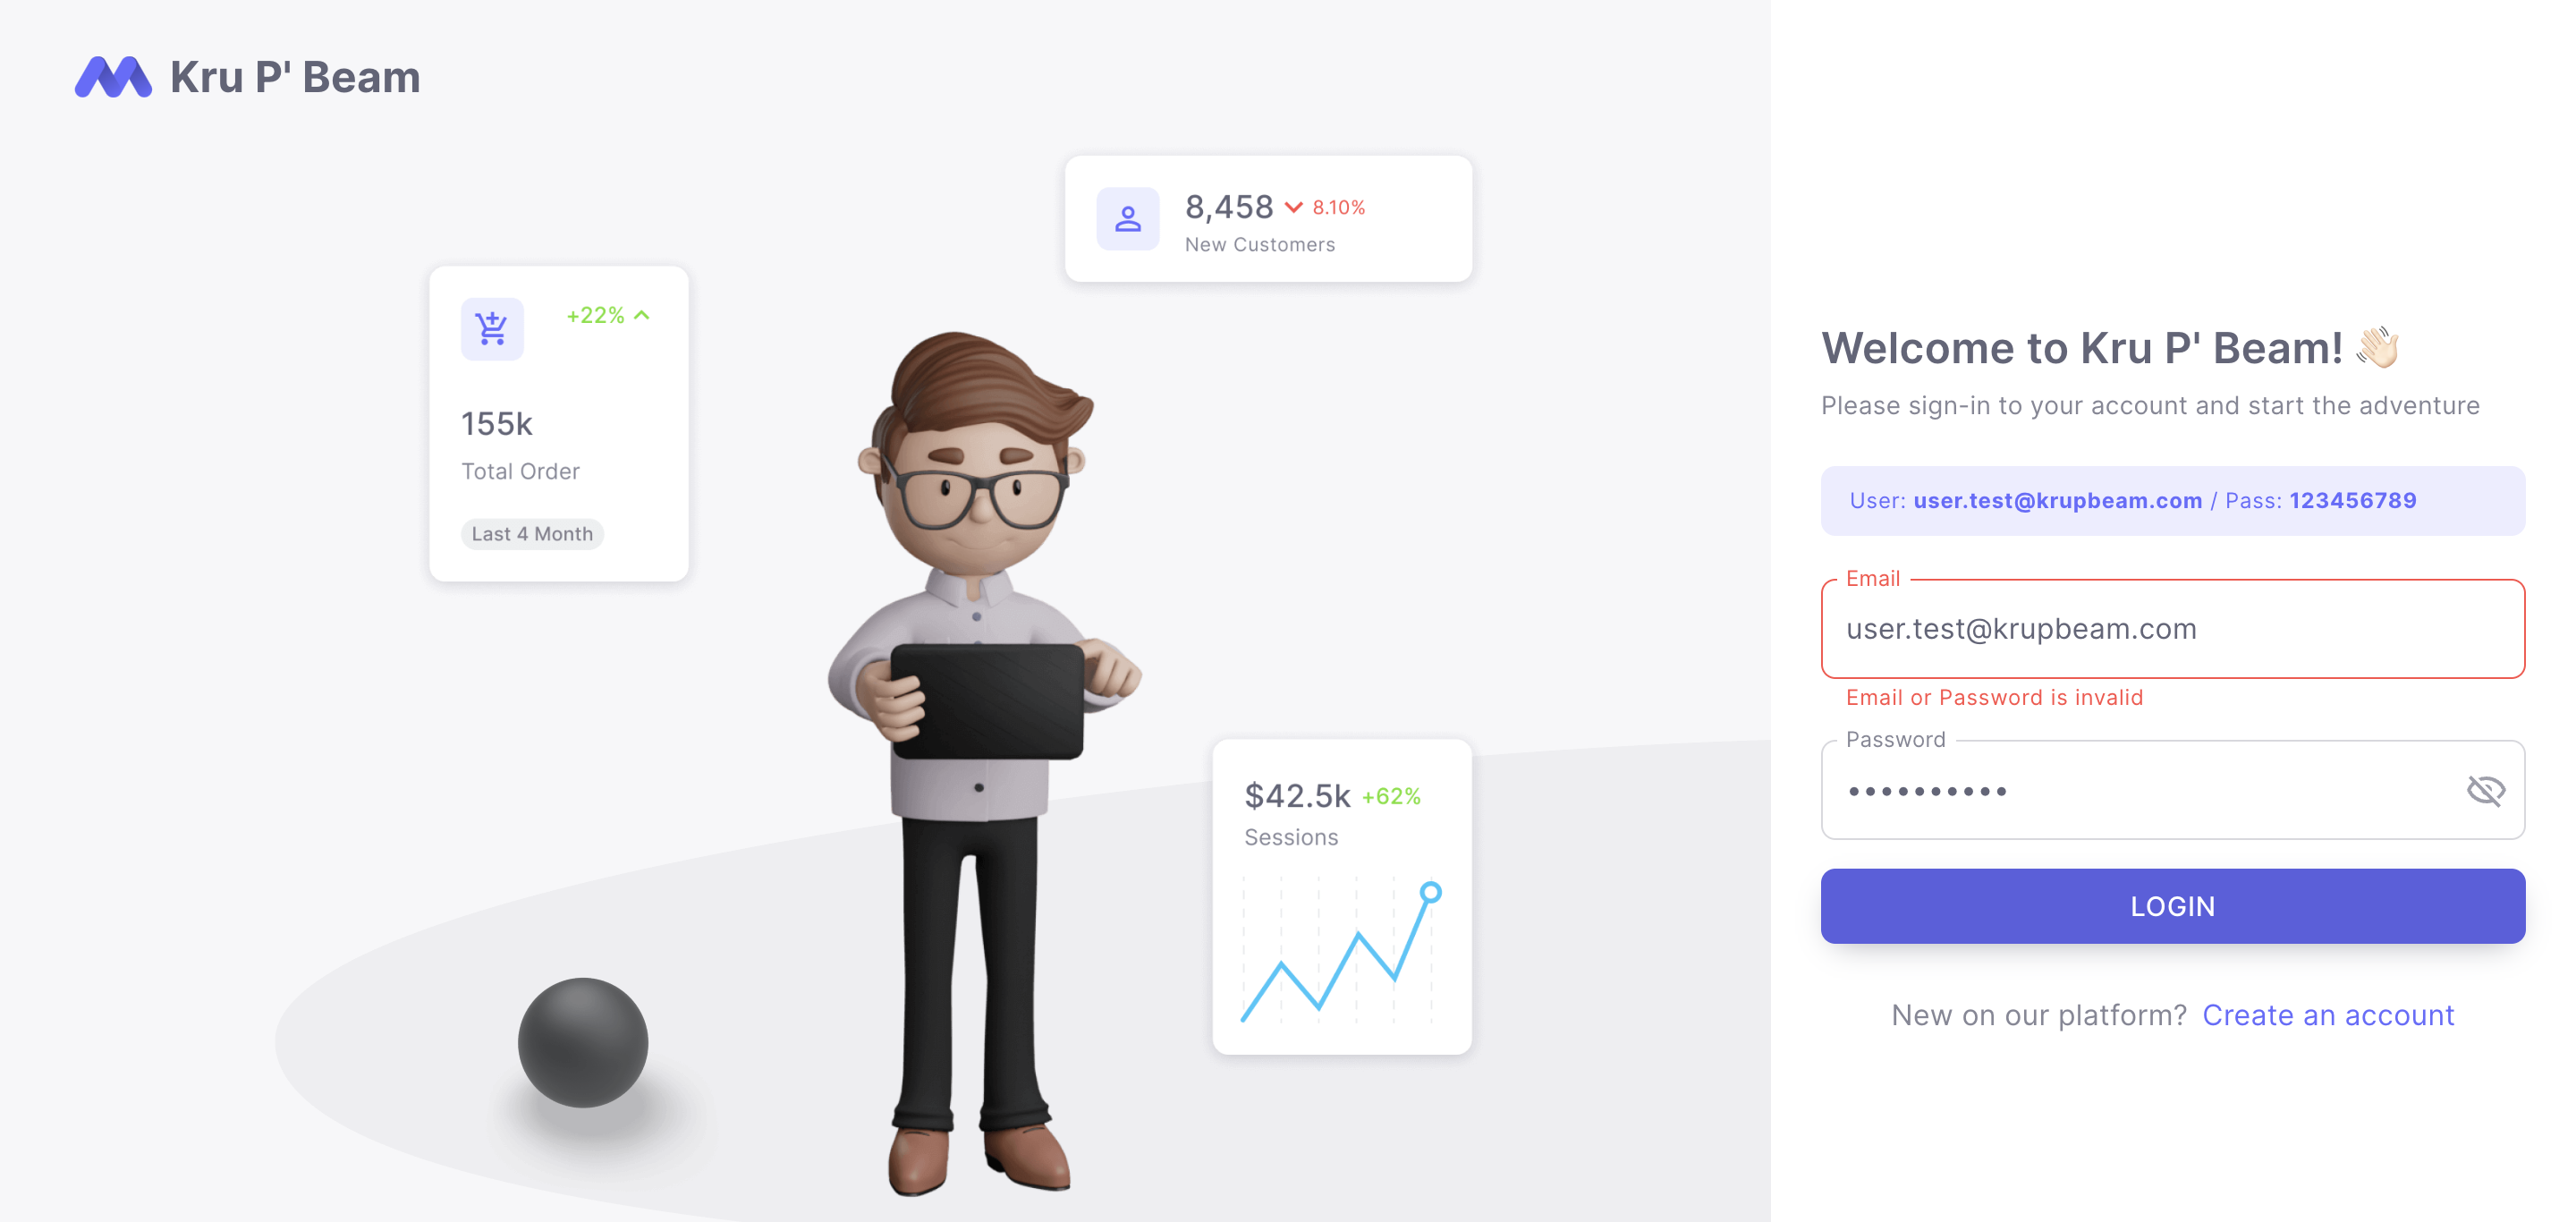 Kru P' Beam
8,458 8.10%
New Customers
+22%
155k
Total Order
Last 4 Month
$42.5k +62%
Sessions
Welcome to Kru P' Beam! 👋🏻
Please sign-in to your account and start the adventure
User: user.test@krupbeam.com / Pass: 123456789
Email
user.test@krupbeam.com
Email or Password is invalid
Password
••••••••••
LOGIN
New on our platform? Create an account